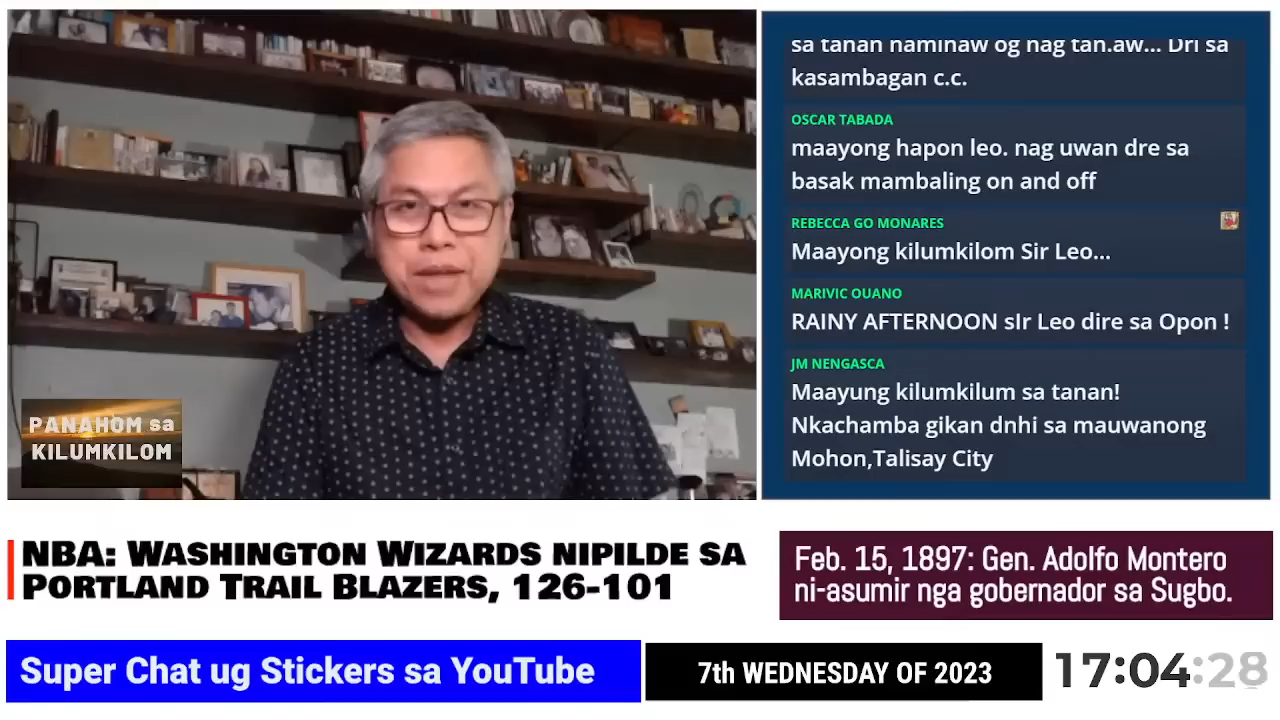 sa tanan naminaw og nag tan.aw... Dri sa
kasambagan c.c.
OSCAR TABADA
maayong hapon leo. nag uwan dre sa
basak mambaling on and off
REBECCA GO MONARES
Maayong kilumkilom Sir Leo...
MARIVIC OUANO
RAINY AFTERNOON sIr Leo dire sa Opon !
JM NENGASCA
Maayung kilumkilum sa tanan!
Nkachamba gikan dnhi sa mauwanong
Mohon,Talisay City
PANAHOM sa
KILUMKILOM
NBA: WASHINGTON WIZARDS NIPILDE SA
PORTLAND TRAIL BLAZERS, 126-101
Feb. 15, 1897: Gen. Adolfo Montero
ni-asumir nga gobernador sa Sugbo.
Super Chat ug Stickers sa YouTube
7th WEDNESDAY OF 2023
17:04:28